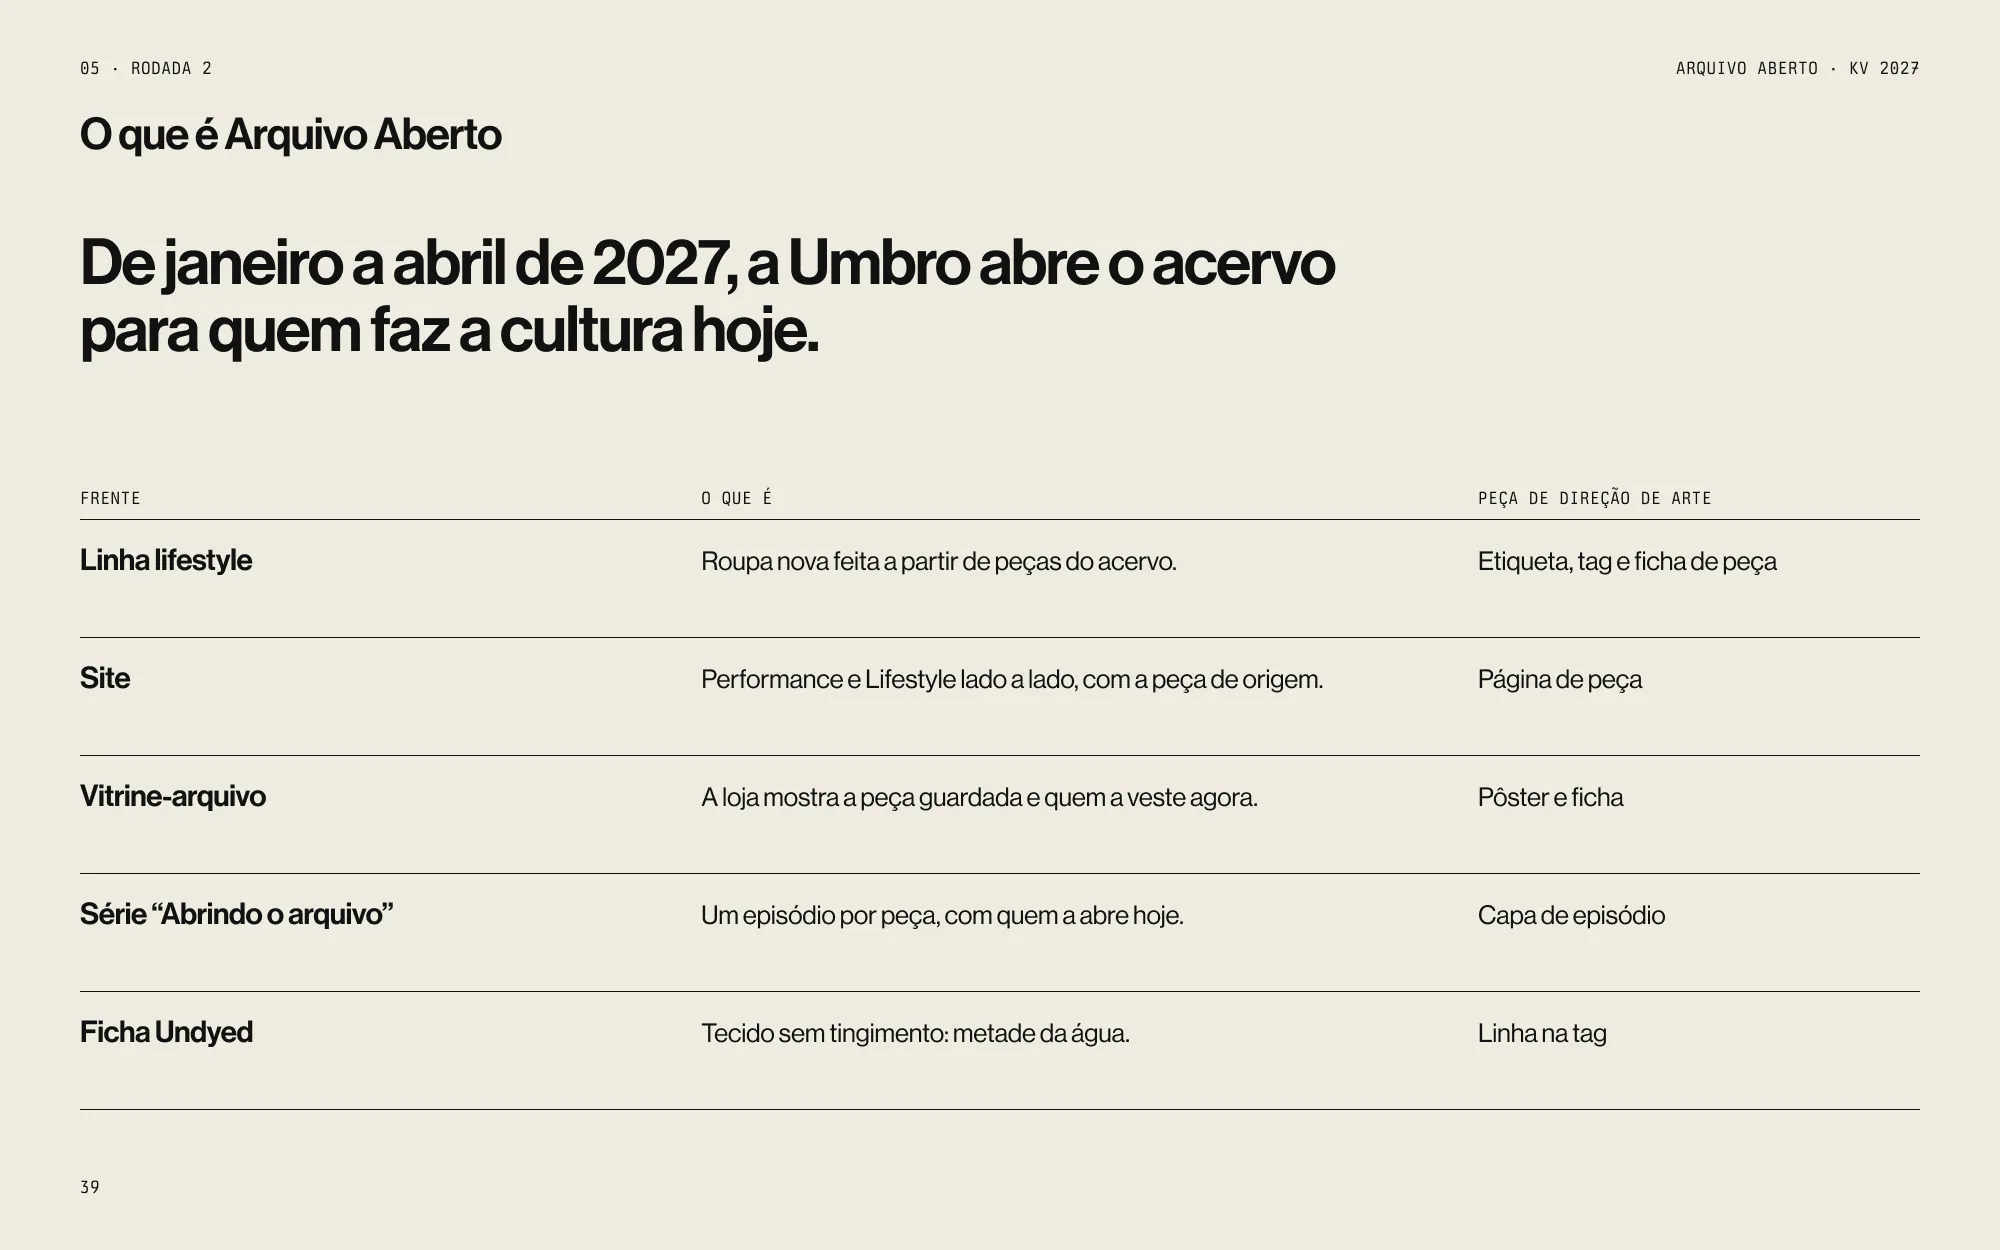 05 · RODADA 2
ARQUIVO ABERTO · KV 2027
O que é Arquivo Aberto
De janeiro a abril de 2027, a Umbro abre o acervo
para quem faz a cultura hoje.
FRENTE
O QUE É
PEÇA DE DIREÇÃO DE ARTE
Linha lifestyle
Roupa nova feita a partir de peças do acervo.
Etiqueta, tag e ficha de peça
Site
Performance e Lifestyle lado a lado, com a peça de origem.
Página de peça
Vitrine-arquivo
A loja mostra a peça guardada e quem a veste agora.
Pôster e ficha
Série “Abrindo o arquivo”
Um episódio por peça, com quem a abre hoje.
Capa de episódio
Ficha Undyed
Tecido sem tingimento: metade da água.
Linha na tag
39